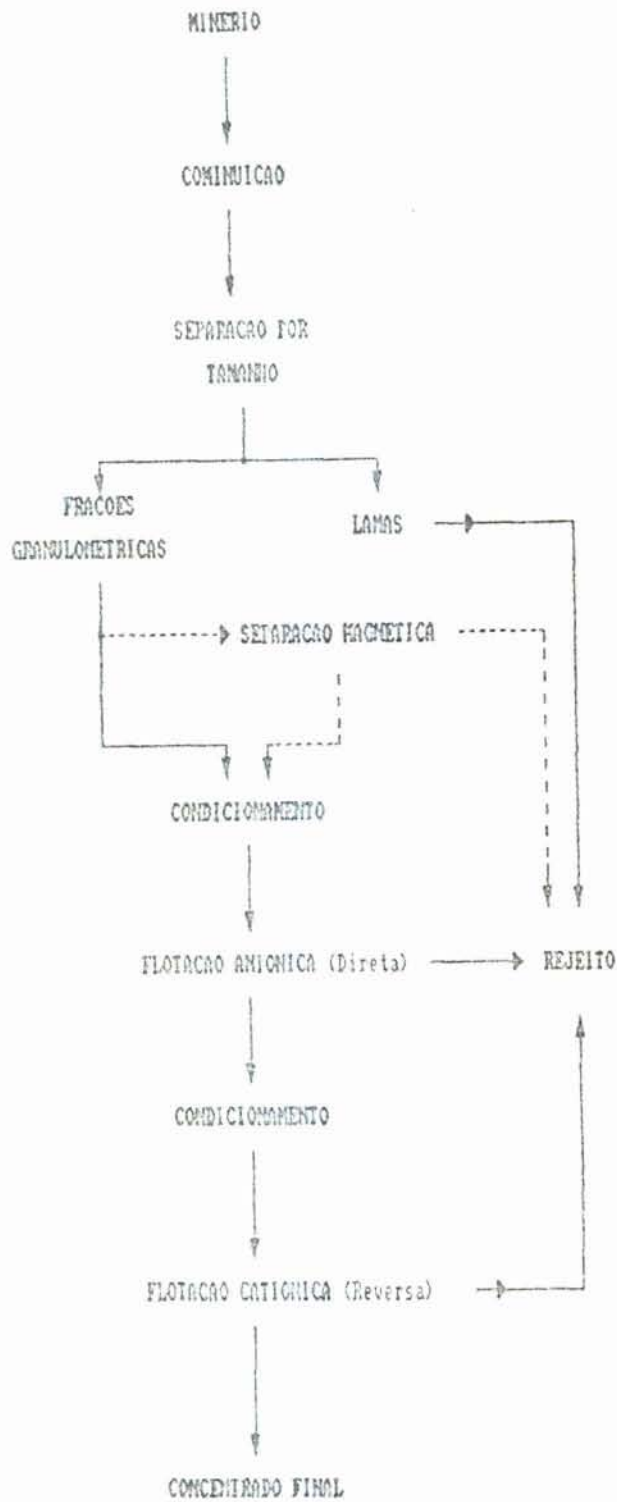 MINERIO
COMINUICAO
SEPARACAO POR
TAMANHO
FRACOES
GRANULOMETRICAS
LAMAS
SEPARACAO MAGNETICA
CONDICIONAMENTO
FLOTACAO ANIONICA (Direta)
REJEITO
CONDICIONAMENTO
FLOTACAO CATIONICA (Reversa)
CONCENTRADO FINAL